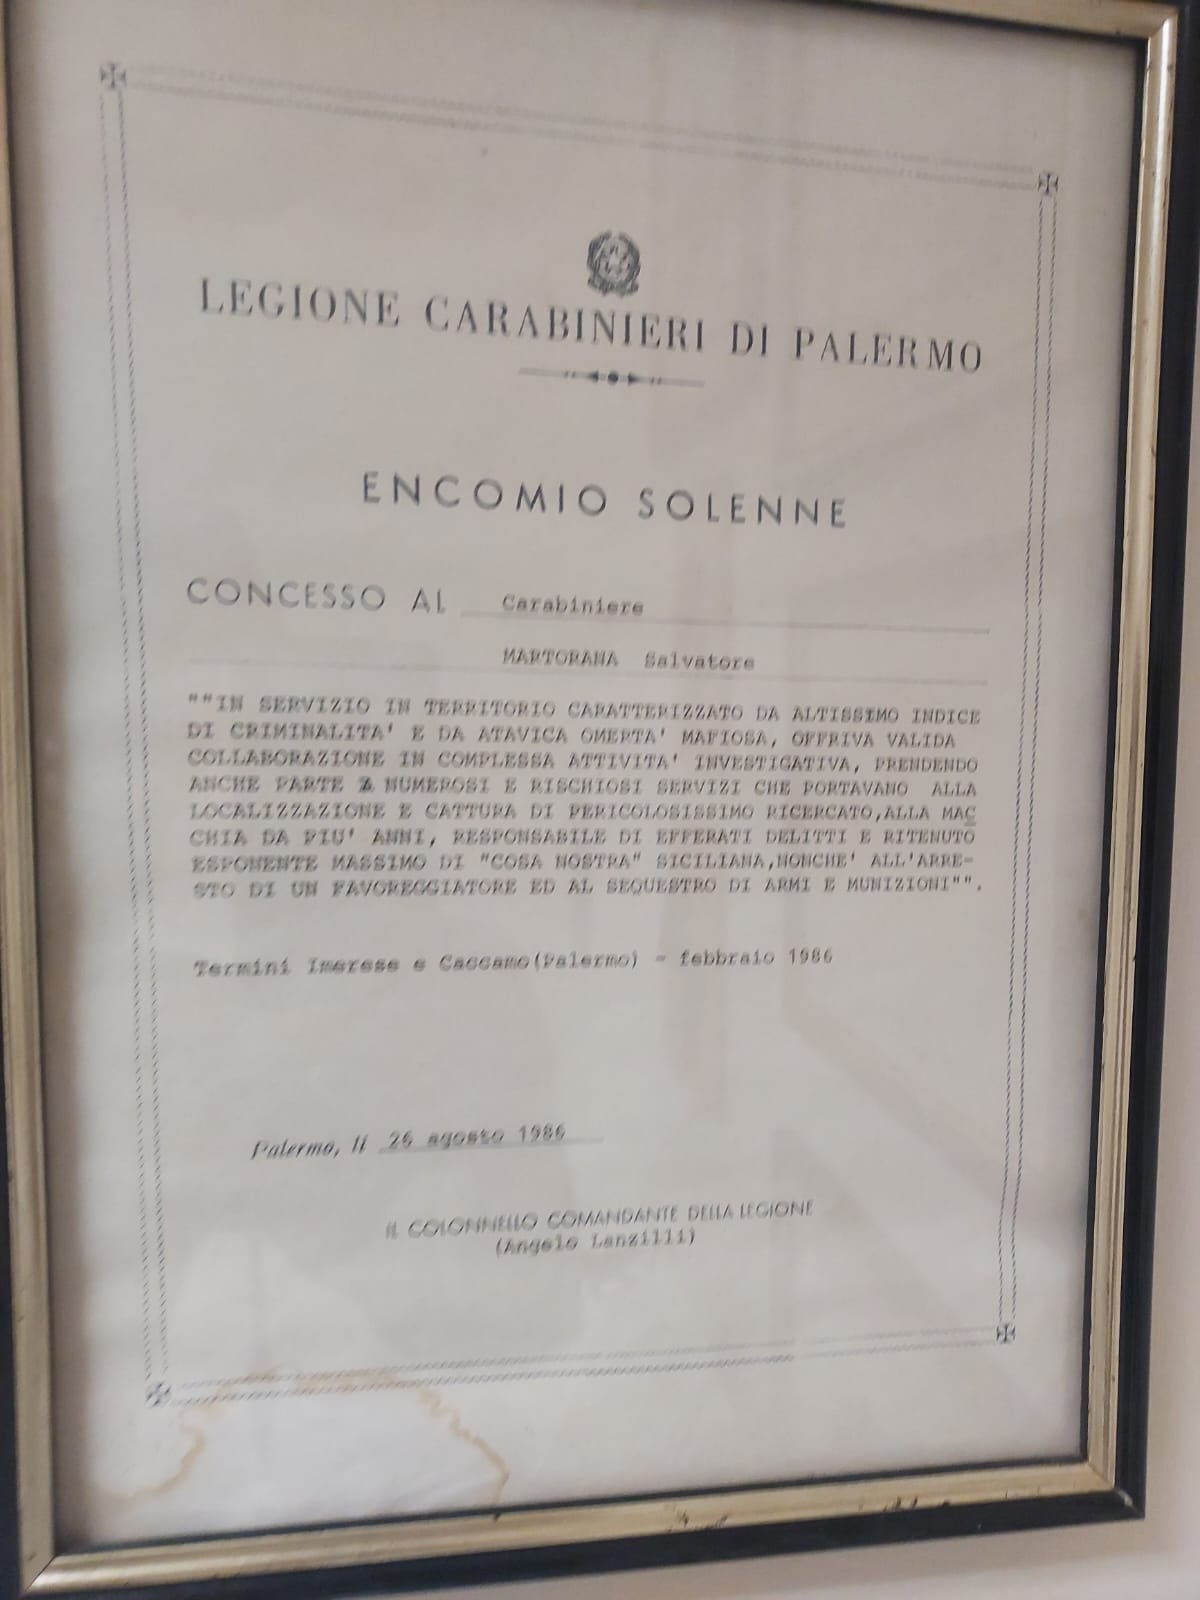 LEGIONE CARABINIERI DI PALERMO
ENCOMIO SOLENNE
CONCESSO AL Carabiniere
MARTORANA Salvatore
""IN SERVIZIO IN TERRITORIO CARATTERIZZATO DA ALTISSIMO INDICE
DI CRIMINALITA' E DA ATAVICA OMERTA' MAFIOSA, OFFRIVA VALIDA
COLLABORAZIONE IN COMPLESSA ATTIVITA' INVESTIGATIVA, PRENDENDO
ANCHE PARTE A NUMEROSI E RISCHIOSI SERVIZI CHE PORTAVANO ALLA
LOCALIZZAZIONE E CATTURA DI PERICOLOSISSIMO RICERCATO,ALLA MAC
CHIA DA PIU' ANNI, RESPONSABILE DI EFFERATI DELITTI E RITENUTO
ESPONENTE MASSIMO DI "COSA NOSTRA" SICILIANA,NONCHE' ALL'ARRE-
STO DI UN FAVOREGGIATORE ED AL SEQUESTRO DI ARMI E MUNIZIONI"".
Termini Imerese e Caccamo(Palermo) - febbraio 1986
Palermo, lì 26 agosto 1986
IL COLONNELLO COMANDANTE DELLA LEGIONE
(Angelo Lanzilli)